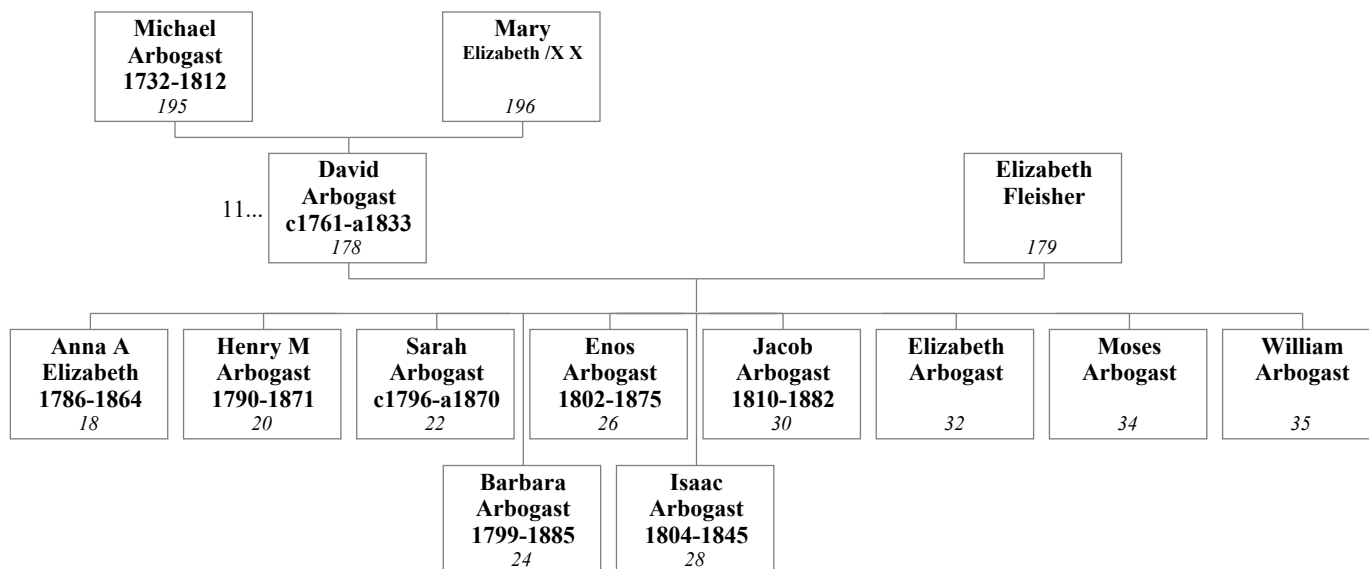 Michael
Arbogast
1732-1812
195
Mary
Elizabeth /X X
196
11...
David
Arbogast
c1761-a1833
178
Elizabeth
Fleisher
179
Anna A
Elizabeth
1786-1864
18
Henry M
Arbogast
1790-1871
20
Sarah
Arbogast
c1796-a1870
22
Enos
Arbogast
1802-1875
26
Jacob
Arbogast
1810-1882
30
Elizabeth
Arbogast
32
Moses
Arbogast
34
William
Arbogast
35
Barbara
Arbogast
1799-1885
24
Isaac
Arbogast
1804-1845
28